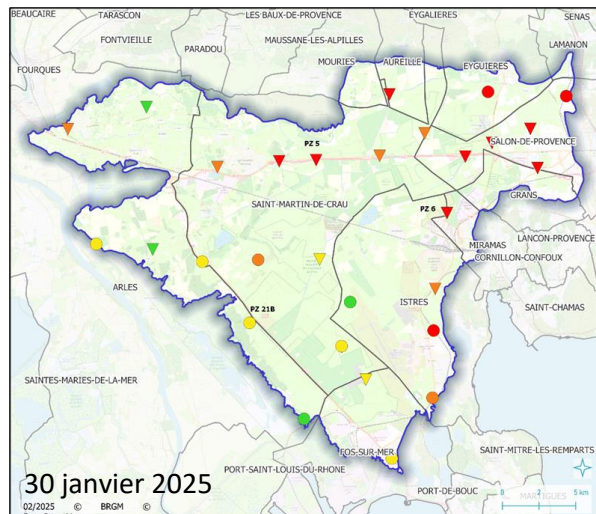 BEAUCAIRE
TARASCON
LES BAUX-DE-PROVENCE
EYGALIERES
SENAS
FONTVIEILLE
MAUSSANE-LES-ALPILLES
PARADOU
MOURIES
AUREILLE
LAMANON
FOURQUES
EYGUIERES
SALON-DE-PROVENCE
PZ 5
GRANS
SAINT-MARTIN-DE-CRAU
PZ 6
LANCON-PROVENCE
MIRAMAS
CORNILLON-CONFOUX
ARLES
ISTRES
SAINT-CHAMAS
PZ 21B
SAINTES-MARIES-DE-LA-MER
SAINT-MITRE-LES-REMPARTS
FOS-SUR-MER
PORT-SAINT-LOUIS-DU-RHONE
PORT-DE-BOUC
30 janvier 2025
MARTIGUES
0 2 5 km
02/2025 © BRGM ©